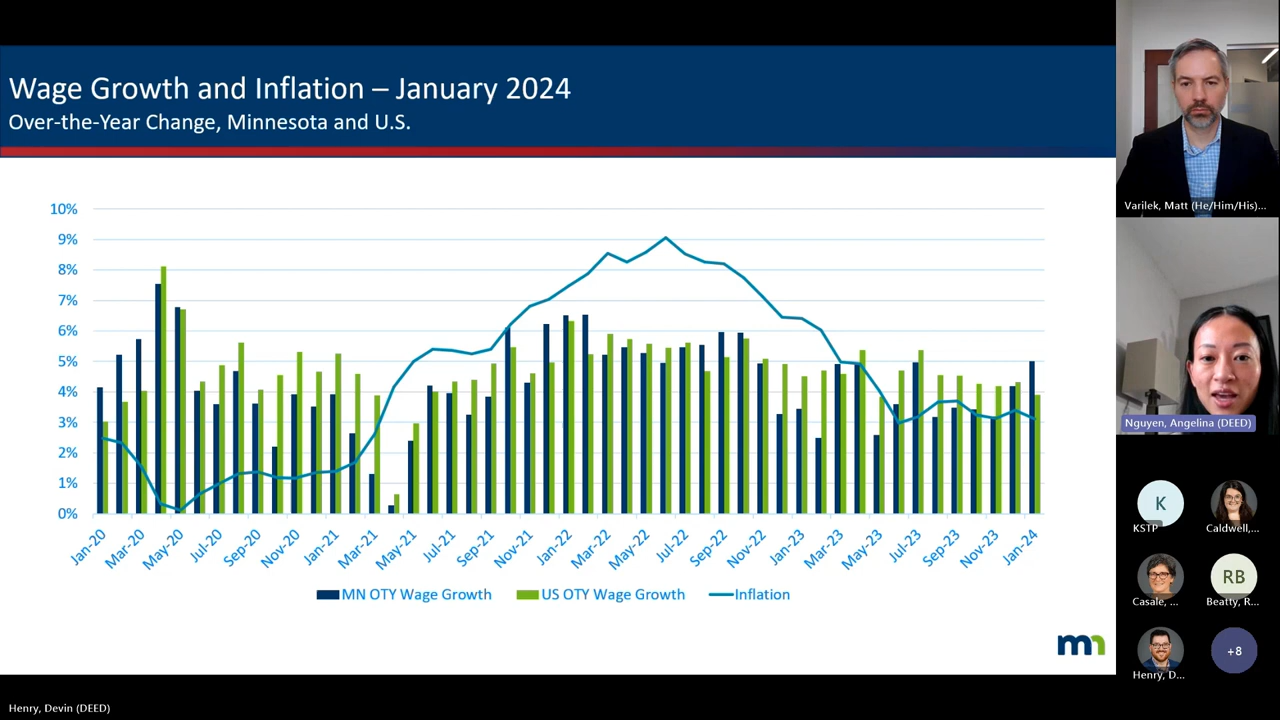 Wage Growth and Inflation – January 2024
Over-the-Year Change, Minnesota and U.S.
10%
9%
8%
7%
6%
5%
4%
3%
2%
1%
0%
Jan-20
Mar-20
May-20
Jul-20
Sep-20
Nov-20
Jan-21
Mar-21
May-21
Jul-21
Sep-21
Nov-21
Jan-22
Mar-22
May-22
Jul-22
Sep-22
Nov-22
Jan-23
Mar-23
May-23
Jul-23
Sep-23
Nov-23
Jan-24
MN OTY Wage Growth
US OTY Wage Growth
Inflation
mn
Varilek, Matt (He/Him/His)...
Nguyen, Angelina (DEED)
K
KSTP
Caldwell,...
Casale, ...
RB
Beatty, R...
Henry, D...
+8
Henry, Devin (DEED)